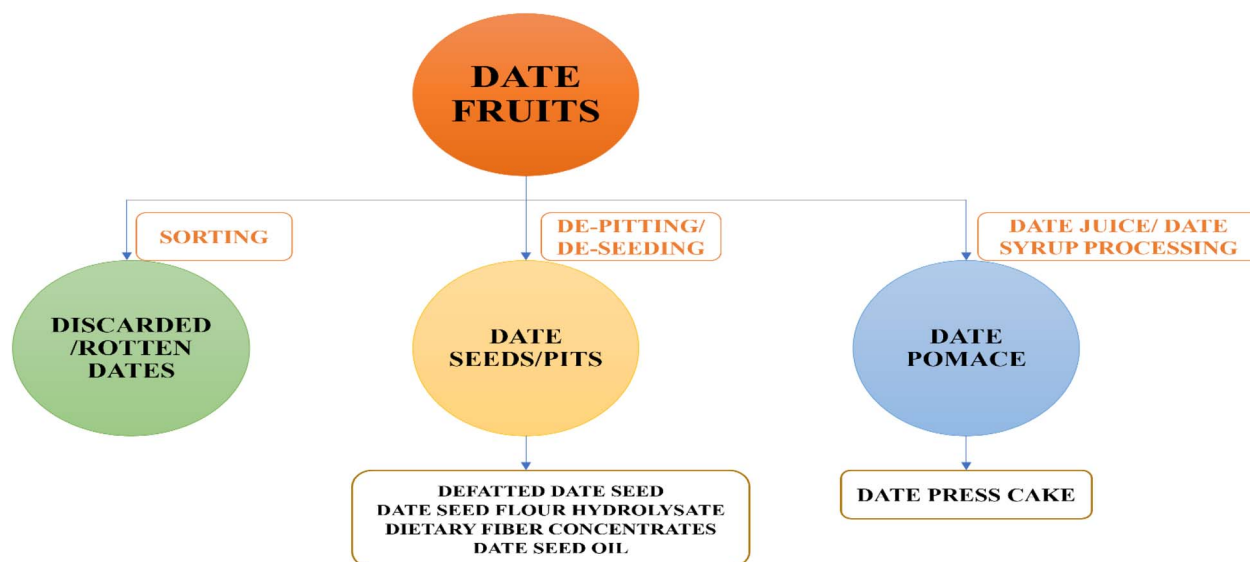 DATE
FRUITS
SORTING
DE-PITTING/
DE-SEEDING
DATE JUICE/ DATE
SYRUP PROCESSING
DISCARDED
/ROTTEN
DATES
DATE
SEEDS/PITS
DATE
POMACE
DEFATTED DATE SEED
DATE SEED FLOUR HYDROLYSATE
DIETARY FIBER CONCENTRATES
DATE SEED OIL
DATE PRESS CAKE